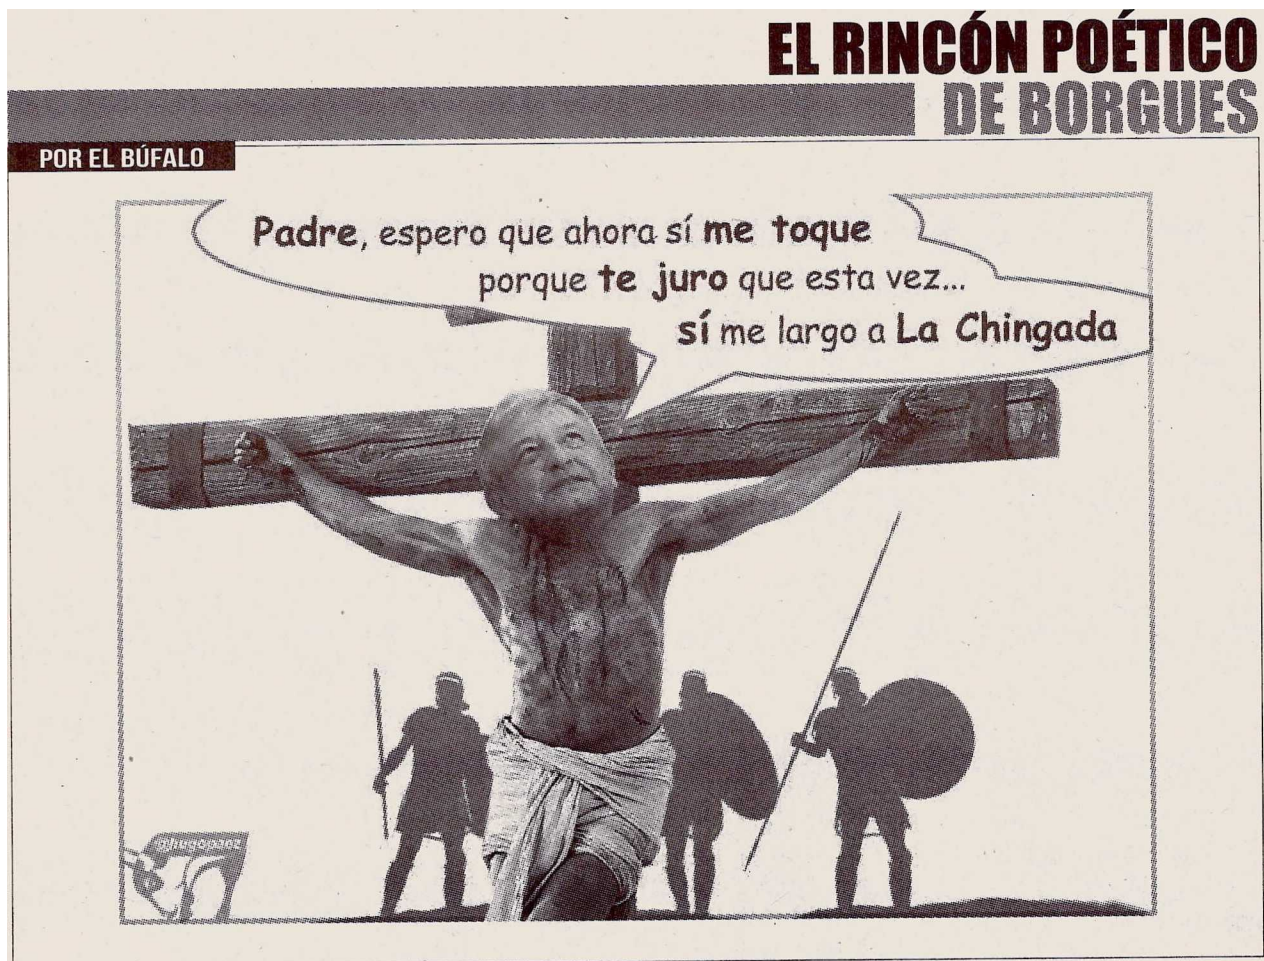 EL RINCÓN POÉTICO
DE BORGUES
POR EL BÚFALO
Padre, espero que ahora sí me toque
porque te juro que esta vez...
sí me largo a La Chingada
@hugopaez